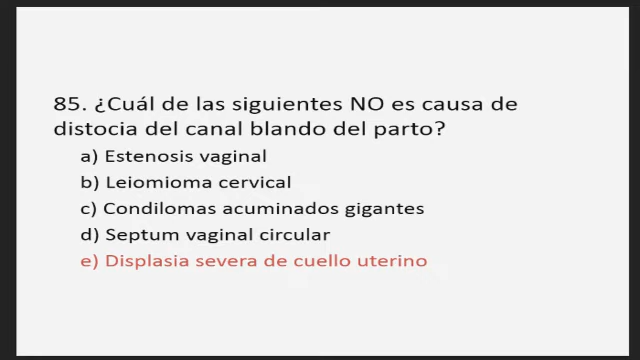 85. ¿Cuál de las siguientes NO es causa de
distocia del canal blando del parto?
a) Estenosis vaginal
b) Leiomioma cervical
c) Condilomas acuminados gigantes
d) Septum vaginal circular
e) Displasia severa de cuello uterino